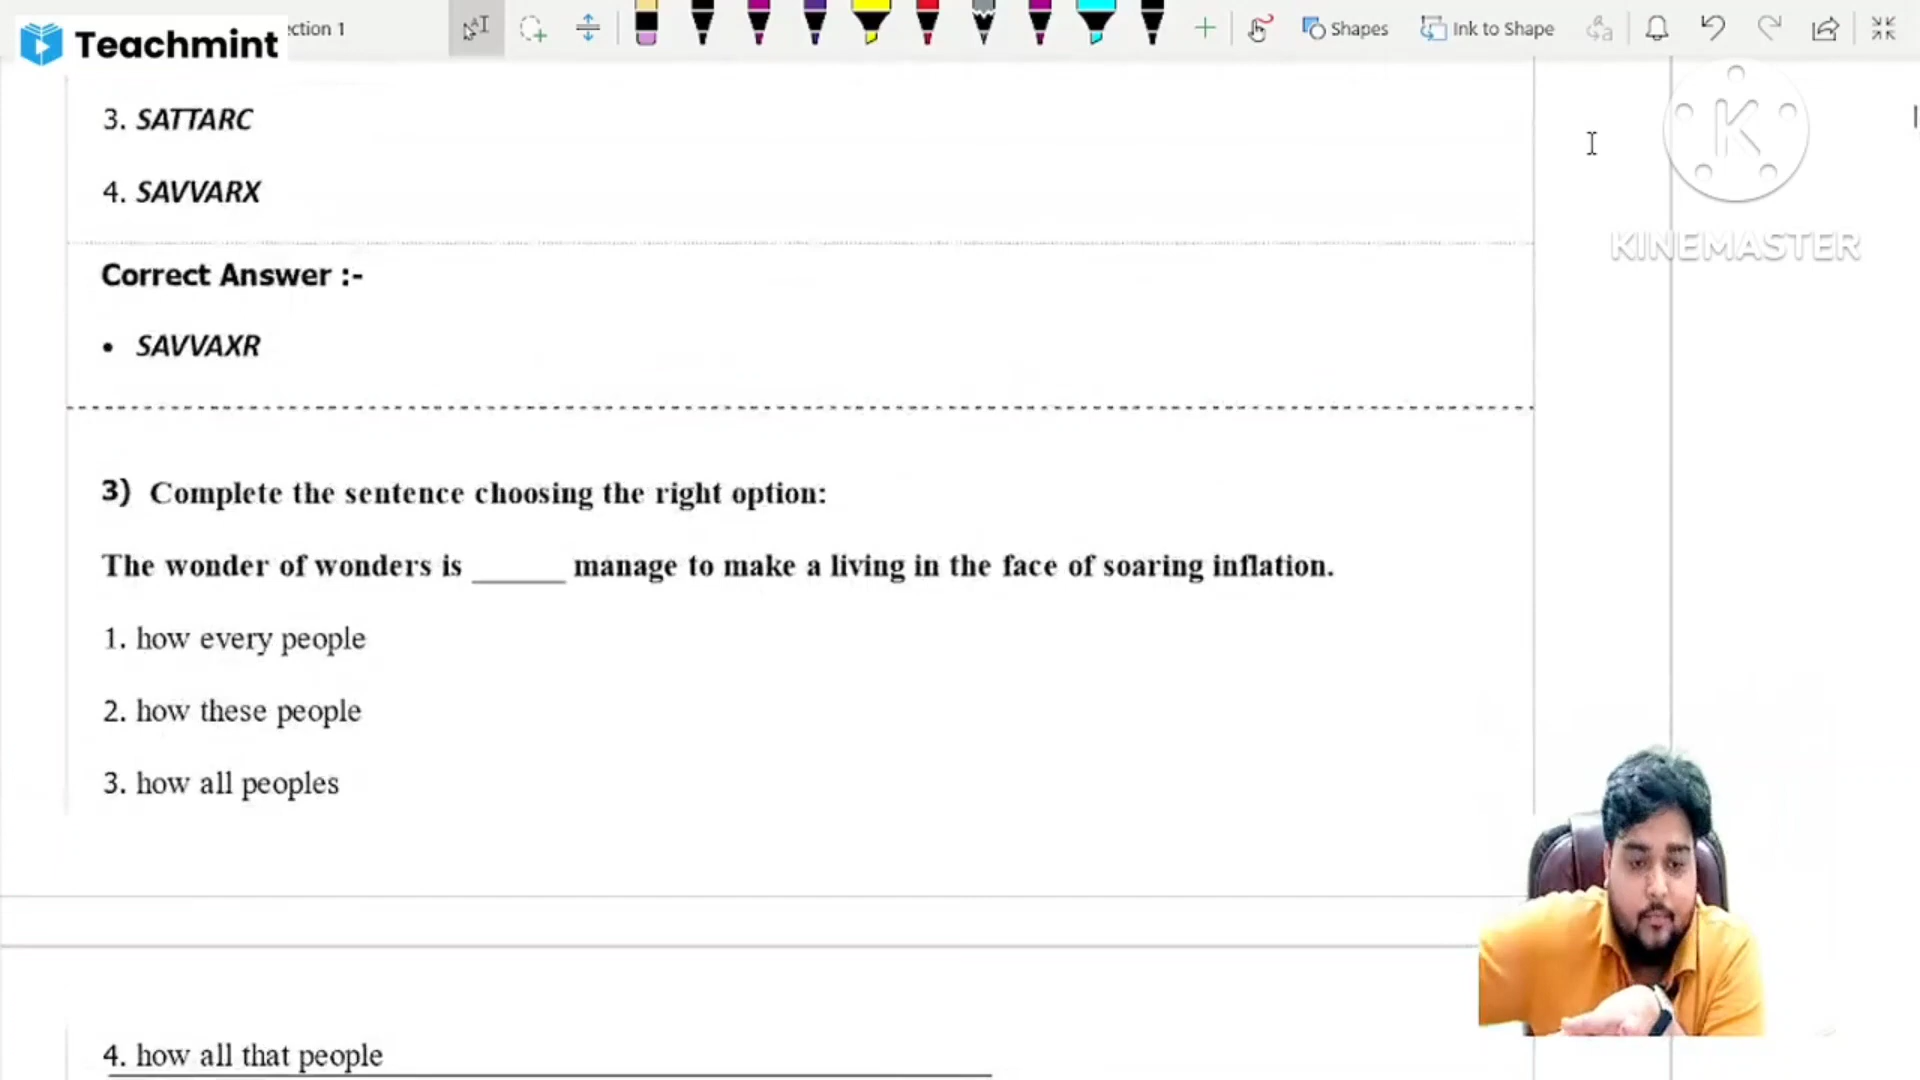 Teachmint
ction 1
Shapes
Ink to Shape
3. SATTARC
4. SAVVARX
KINEMASTER
Correct Answer :-
• SAVVAXR
3) Complete the sentence choosing the right option:
The wonder of wonders is ______ manage to make a living in the face of soaring inflation.
1. how every people
2. how these people
3. how all peoples
4. how all that people